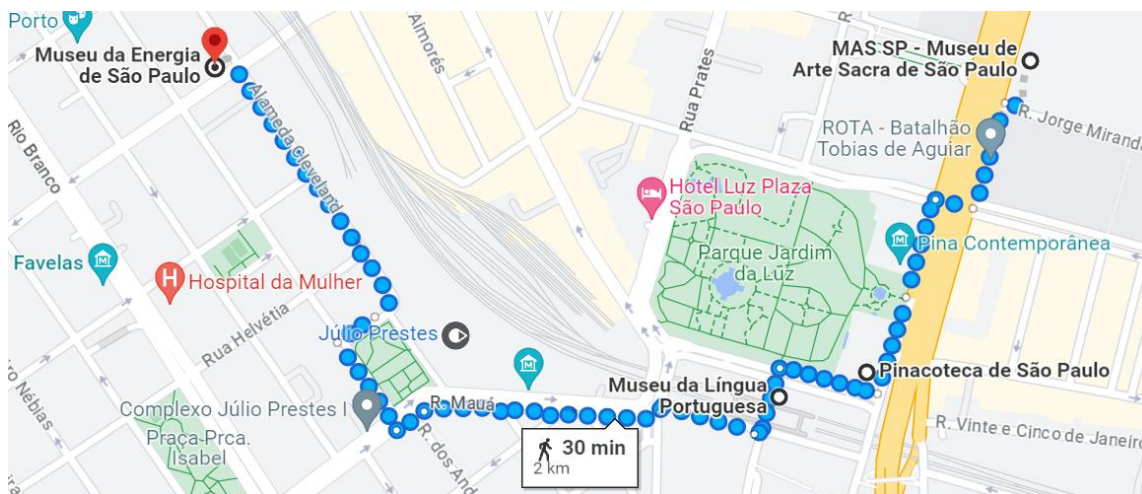 Porto
Museu da Energia
de São Paulo
Aimorés
Rua Prates
MAS SP - Museu de
Arte Sacra de São Paulo
R. Jorge Miranda
ROTA - Batalhão
Tobias de Aguiar
Alameda Cleveland
Rio Branco
Hotel Luz Plaza
São Paulo
Parque Jardim
da Luz
Pina Contemporânea
Favelas
H
Hospital da Mulher
Rua Helvétia
Júlio Prestes
Pinacoteca de São Paulo
Museu da Língua
Portuguesa
Nébias
Complexo Júlio Prestes I
R. Mauá
Praça-Prca.
Isabel
R. dos And
30 min
2 km
R. Vinte e Cinco de Janeiro